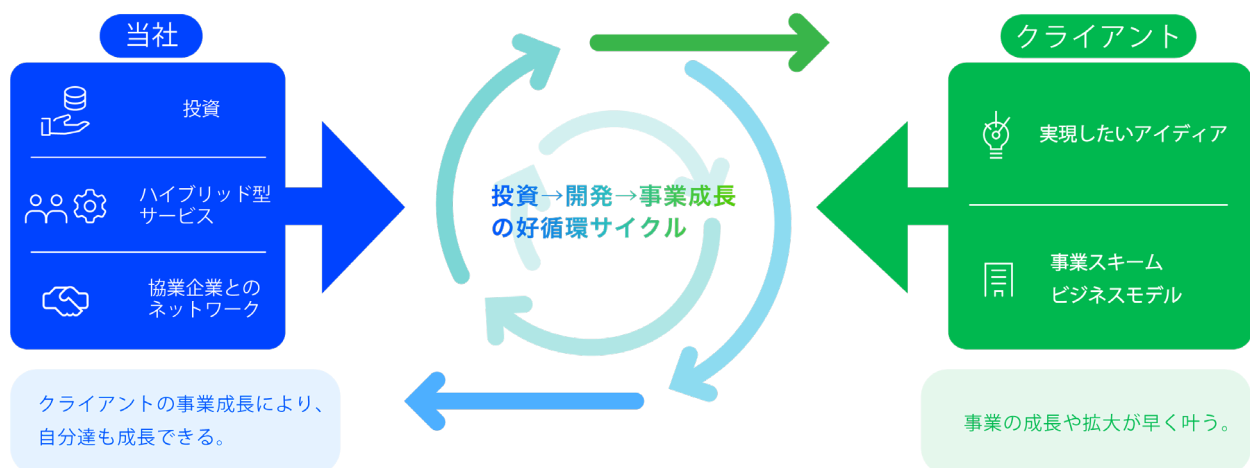 当社
投資
ハイブリッド型
サービス
協業企業との
ネットワーク
クライアントの事業成長により、
自分達も成長できる。
投資→開発→事業成長
の好循環サイクル
クライアント
実現したいアイディア
事業スキーム
ビジネスモデル
事業の成長や拡大が早く叶う。